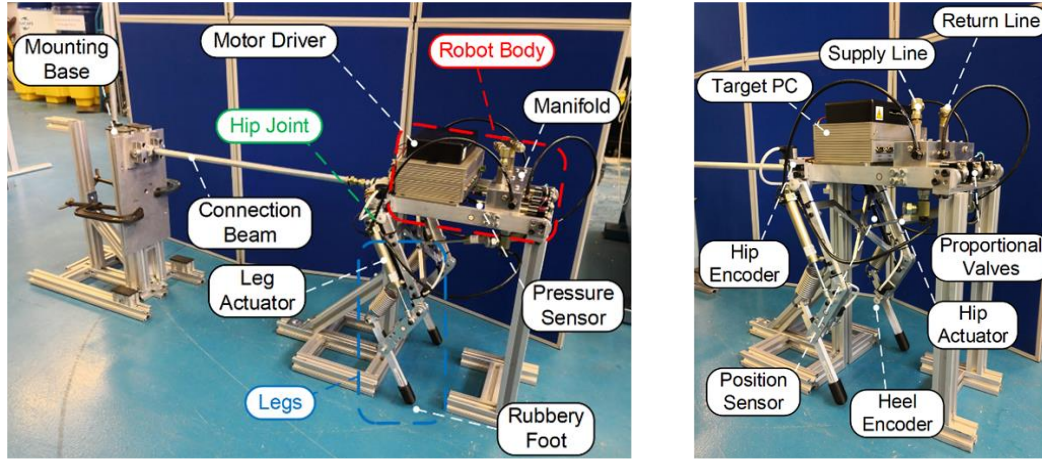 Mounting
Base
Motor Driver
Robot Body
Manifold
Hip Joint
Connection
Beam
Leg
Actuator
Pressure
Sensor
Legs
Rubbery
Foot
Return Line
Supply Line
Target PC
Hip
Encoder
Proportional
Valves
Hip
Actuator
Position
Sensor
Heel
Encoder